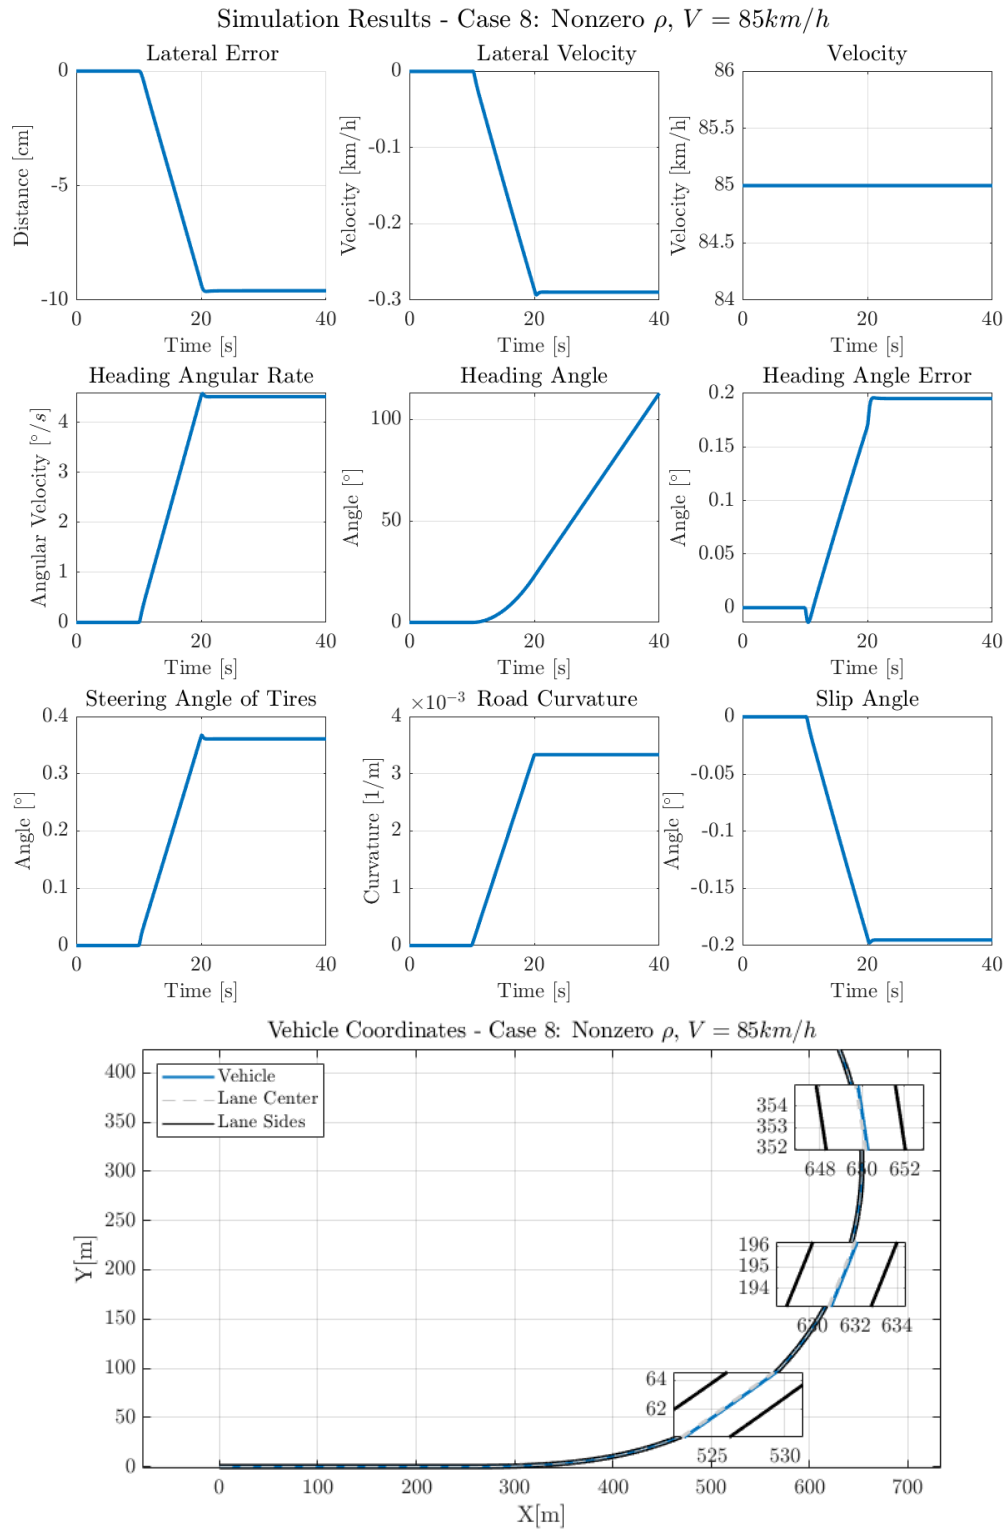 Simulation Results - Case 8: Nonzero ρ, V = 85km/h
Lateral Error
Distance [cm]
0
-5
-10
0
20
40
Time [s]
Lateral Velocity
Velocity [km/h]
0
-0.1
-0.2
-0.3
0
20
40
Time [s]
Velocity
Velocity [km/h]
86
85.5
85
84.5
84
0
20
40
Time [s]
Heading Angular Rate
Angular Velocity [°/s]
4
3
2
1
0
0
20
40
Time [s]
Heading Angle
Angle [°]
100
50
0
0
20
40
Time [s]
Heading Angle Error
Angle [°]
0.2
0.15
0.1
0.05
0
0
20
40
Time [s]
Steering Angle of Tires
Angle [°]
0.4
0.3
0.2
0.1
0
0
20
40
Time [s]
×10⁻³ Road Curvature
Curvature [1/m]
4
3
2
1
0
0
20
40
Time [s]
Slip Angle
Angle [°]
0
-0.05
-0.1
-0.15
-0.2
0
20
40
Time [s]
Vehicle Coordinates - Case 8: Nonzero ρ, V = 85km/h
Vehicle
Lane Center
Lane Sides
Y[m]
400
350
300
250
200
150
100
50
0
354
353
352
648
650
652
196
195
194
630
632
634
64
62
525
530
0
100
200
300
400
500
600
700
X[m]